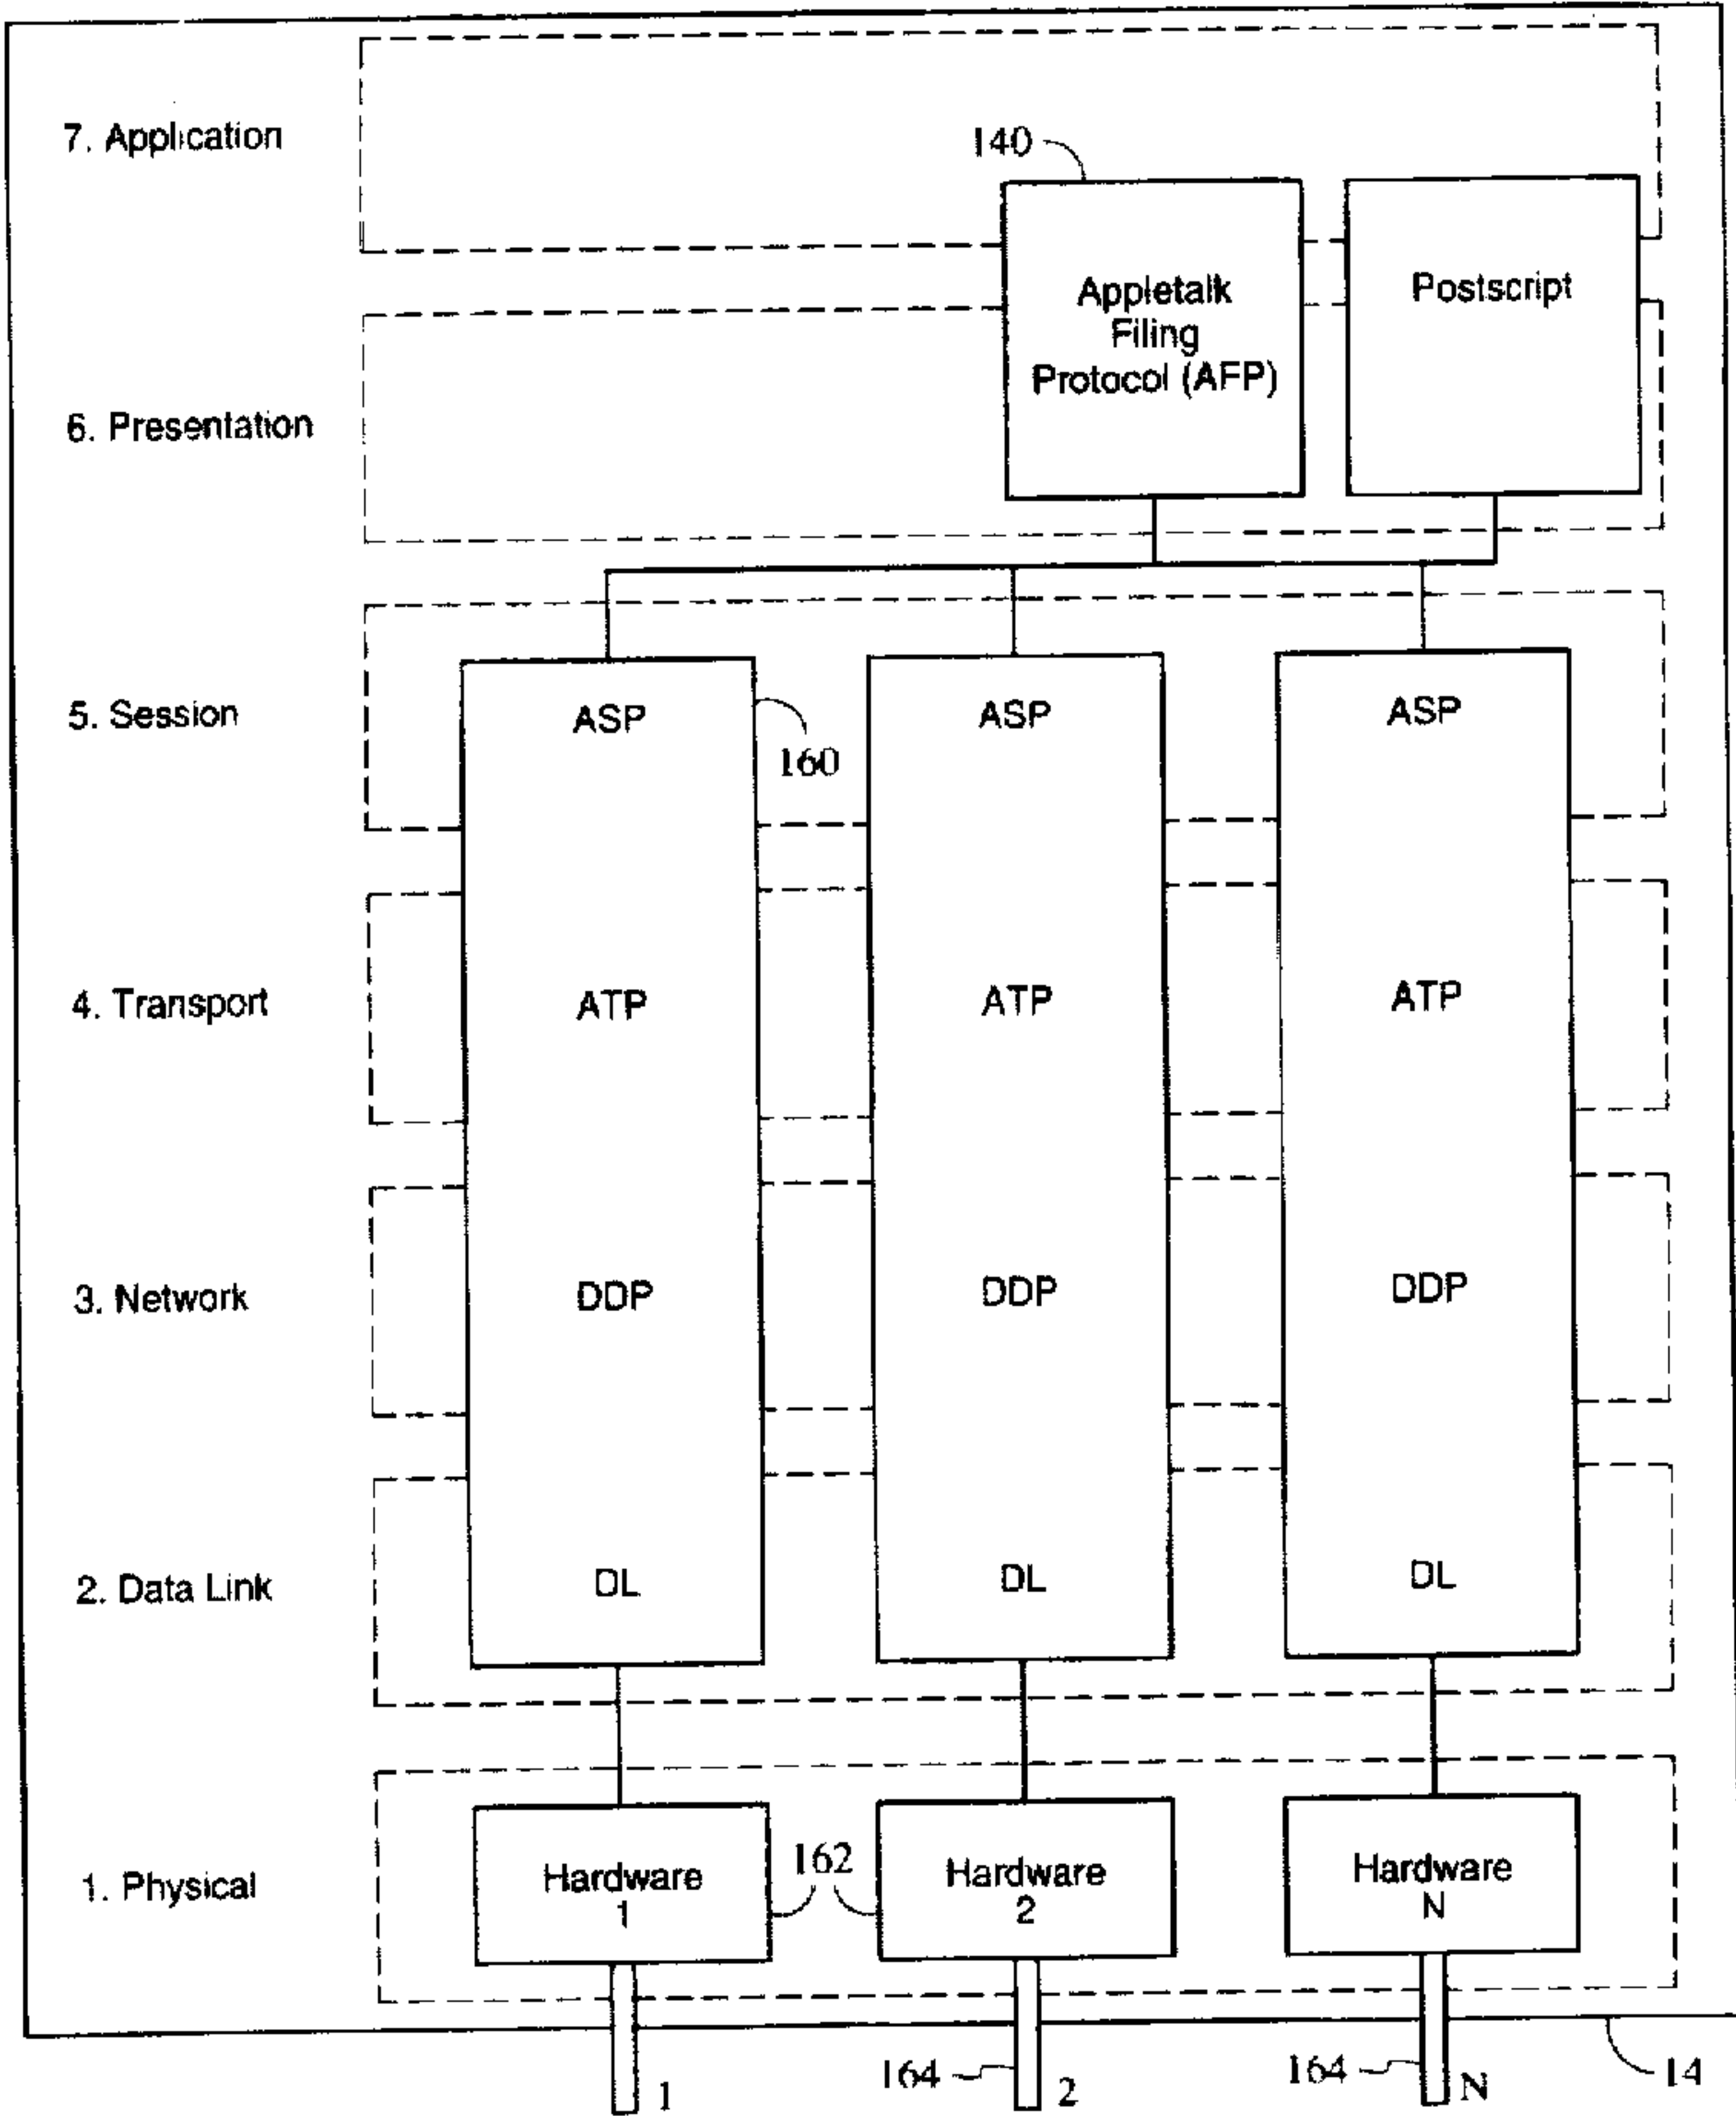 7. Application
140
Appletalk
Filing
Protocol (AFP)
Postscript
6. Presentation
5. Session
ASP
160
ASP
ASP
4. Transport
ATP
ATP
ATP
3. Network
DDP
DDP
DDP
2. Data Link
DL
DL
DL
1. Physical
Hardware
1
162
Hardware
2
Hardware
N
1
164
2
164
N
14